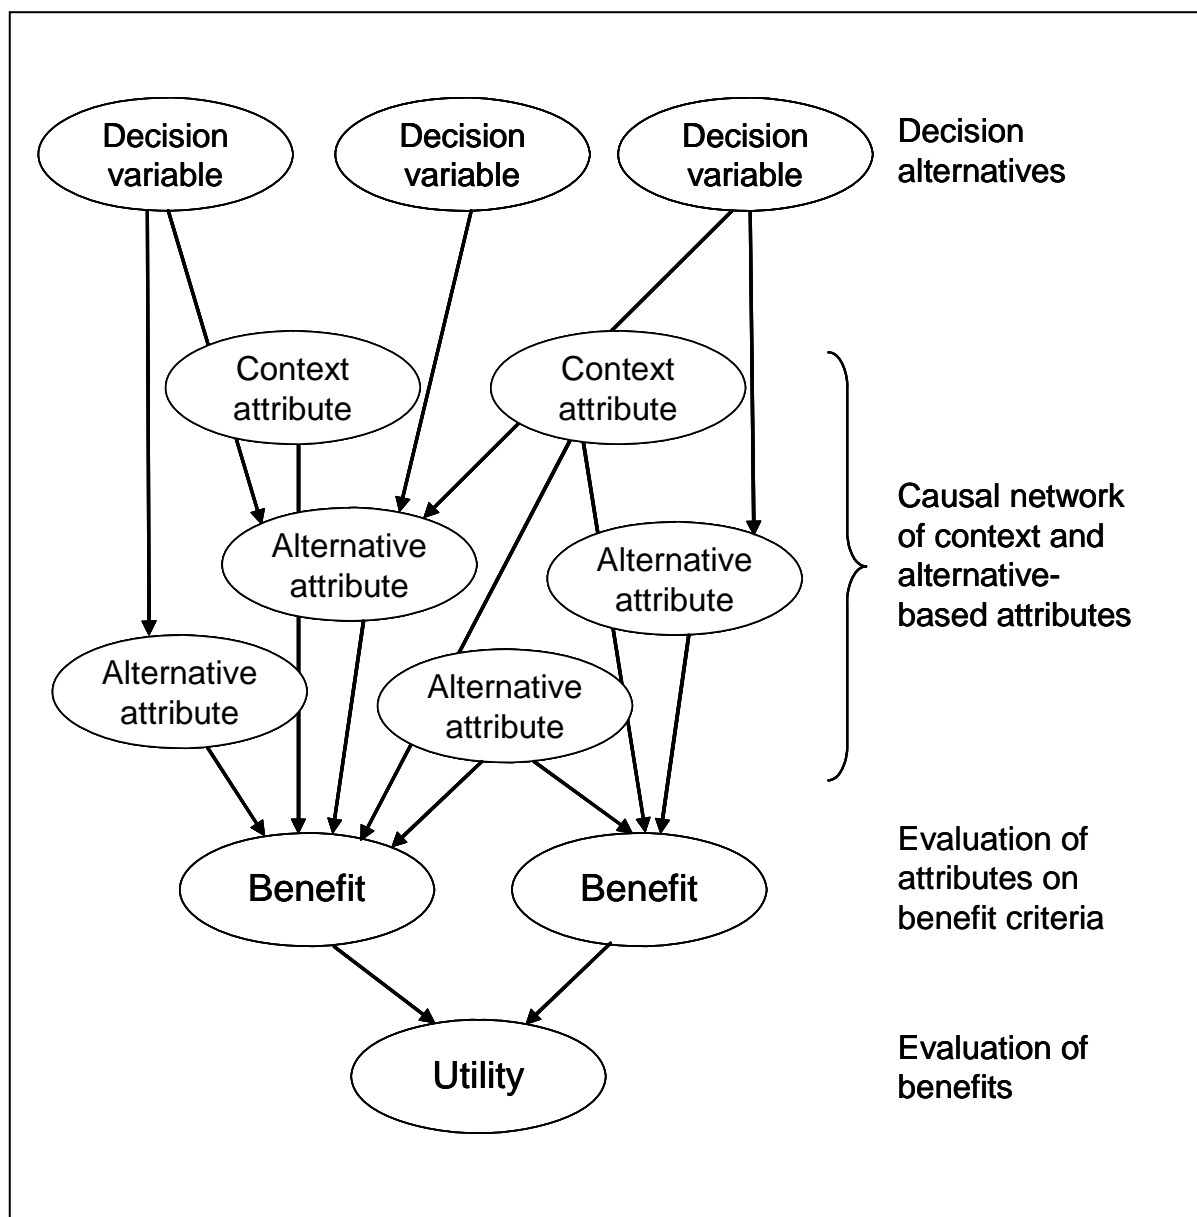 Decision
variable
Decision
variable
Decision
variable
Decision
alternatives
Context
attribute
Context
attribute
Causal network
of context and
alternative-
based attributes
Alternative
attribute
Alternative
attribute
Alternative
attribute
Alternative
attribute
Benefit
Benefit
Evaluation of
attributes on
benefit criteria
Utility
Evaluation of
benefits